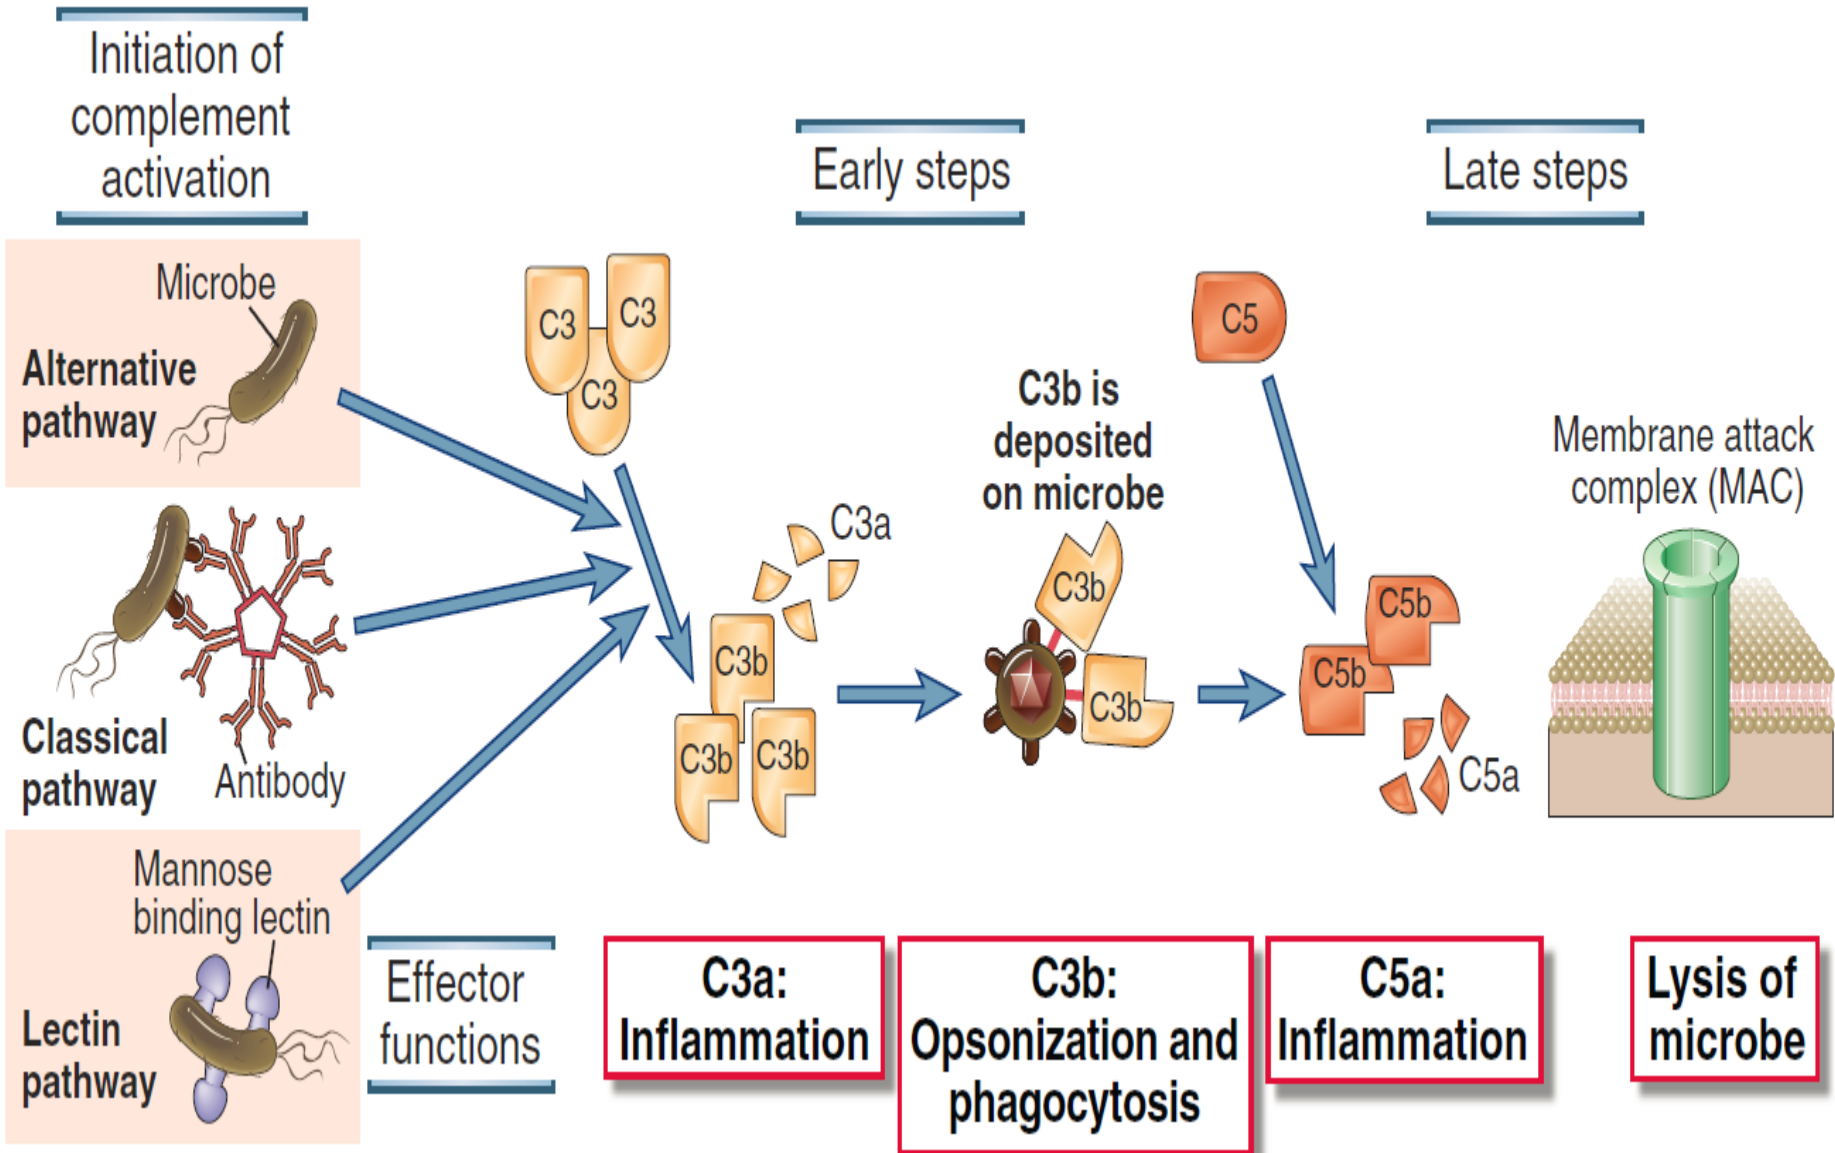 Initiation of
complement
activation
Early steps
Late steps
Microbe
Alternative
pathway
C3
C3
C3
C5
C3b is
deposited
on microbe
Membrane attack
complex (MAC)
C3a
C3b
C3b
C3b
C3b
C3b
C5b
C5b
C5a
Classical
pathway
Antibody
Mannose
binding lectin
Lectin
pathway
Effector
functions
C3a:
Inflammation
C3b:
Opsonization and
phagocytosis
C5a:
Inflammation
Lysis of
microbe